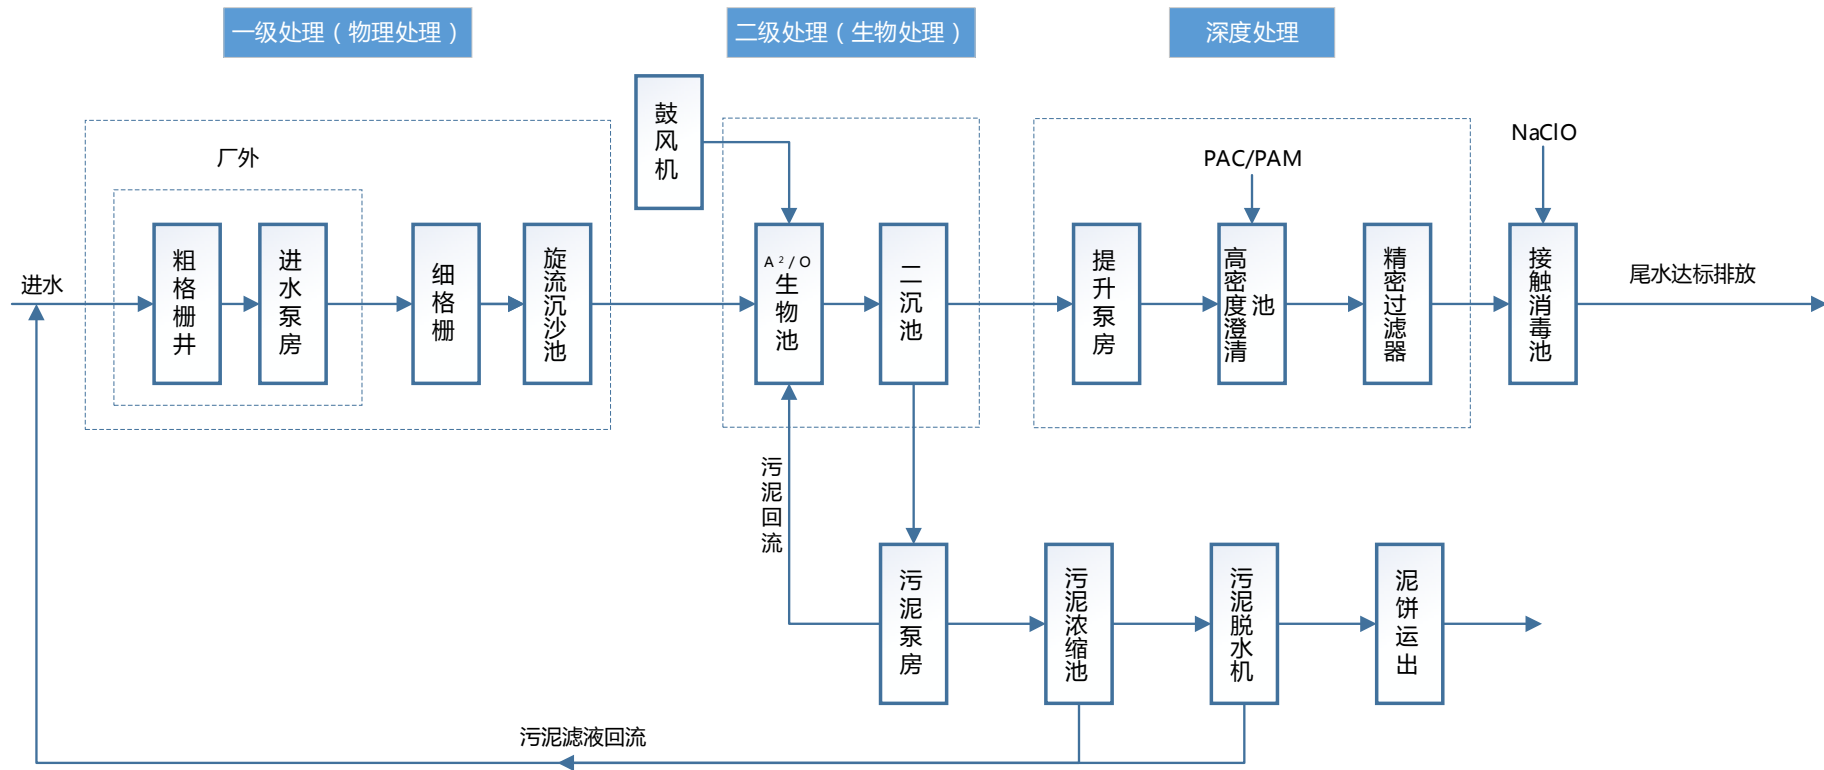 一级处理（物理处理）
二级处理（生物处理）
深度处理
鼓风机
厂外
PAC/PAM
NaClO
进水
粗格栅井
进水泵房
细格栅
旋流沉沙池
A²/O
生物池
二沉池
提升泵房
高密度澄清池
精密过滤器
接触消毒池
尾水达标排放
污泥回流
污泥泵房
污泥浓缩池
污泥脱水机
泥饼运出
污泥滤液回流